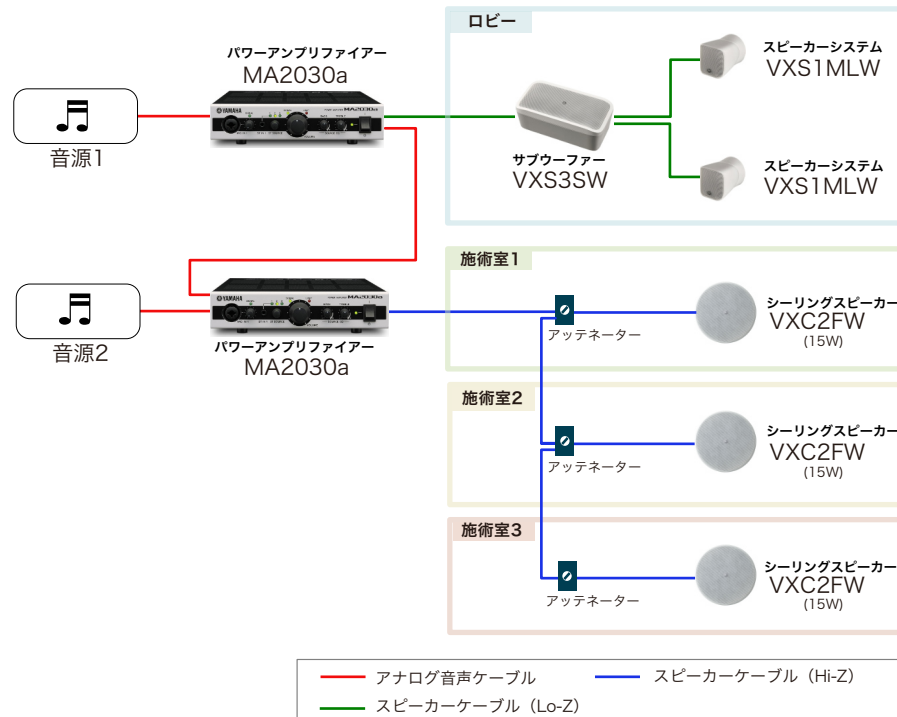 ロビー
パワーアンプリファイアー
MA2030a
音源1
YAMAHA
MA2030a
サブウーファー
VXS3SW
スピーカーシステム
VXS1MLW
スピーカーシステム
VXS1MLW
音源2
YAMAHA
MA2030a
パワーアンプリファイアー
MA2030a
施術室1
アッテネーター
シーリングスピーカー
VXC2FW
(15W)
施術室2
アッテネーター
シーリングスピーカー
VXC2FW
(15W)
施術室3
アッテネーター
シーリングスピーカー
VXC2FW
(15W)
アナログ音声ケーブル
スピーカーケーブル（Hi-Z）
スピーカーケーブル（Lo-Z）